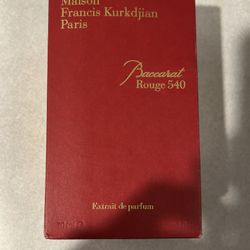 Maison
Francis Kurkdjian
Paris
Baccarat
Rouge 540
Extrait de parfum